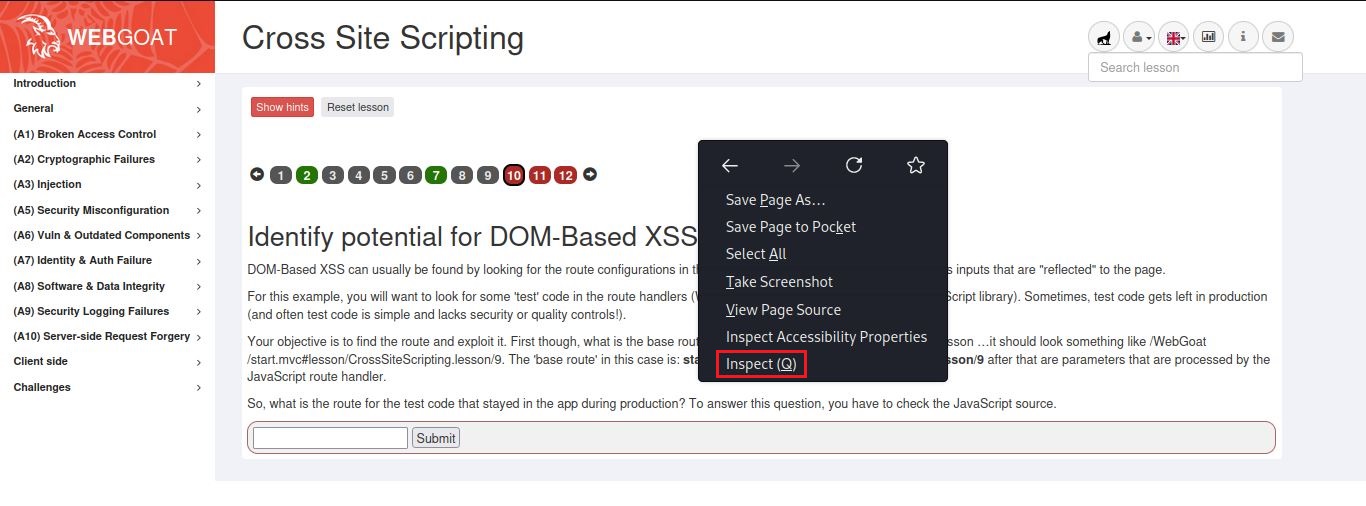 WEBGOAT
Cross Site Scripting
Search lesson
Introduction
General
(A1) Broken Access Control
(A2) Cryptographic Failures
(A3) Injection
(A5) Security Misconfiguration
(A6) Vuln & Outdated Components
(A7) Identity & Auth Failure
(A8) Software & Data Integrity
(A9) Security Logging Failures
(A10) Server-side Request Forgery
Client side
Challenges
Show hints Reset lesson
1 2 3 4 5 6 7 8 9 10 11 12
Identify potential for DOM-Based XSS
DOM-Based XSS can usually be found by looking for the route configurations in s inputs that are "reflected" to the page.
For this example, you will want to look for some 'test' code in the route handlers ( Script library). Sometimes, test code gets left in production
(and often test code is simple and lacks security or quality controls!).
Your objective is to find the route and exploit it. First though, what is the base rout sson …it should look something like /WebGoat
/start.mvc#lesson/CrossSiteScripting.lesson/9. The 'base route' in this case is: sta sson/9 after that are parameters that are processed by the
JavaScript route handler.
So, what is the route for the test code that stayed in the app during production? To answer this question, you have to check the JavaScript source.
Submit
Save Page As…
Save Page to Pocket
Select All
Take Screenshot
View Page Source
Inspect Accessibility Properties
Inspect (Q)